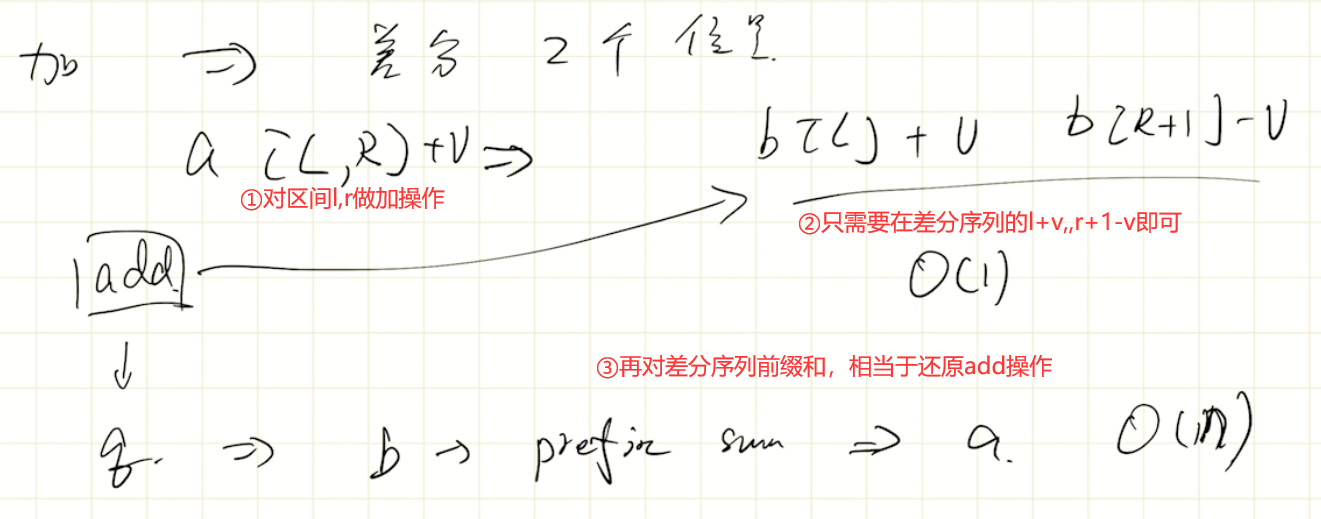 加 ⇒ 差分 2个位置
a [L,R]+V ⇒ b[L]+V b[R+1]-V
①对区间l,r做加操作
②只需要在差分序列的l+v,,r+1-v即可
add O(1)
③再对差分序列前缀和，相当于还原add操作
q. ⇒ b → prefix sum ⇒ a. O(n)